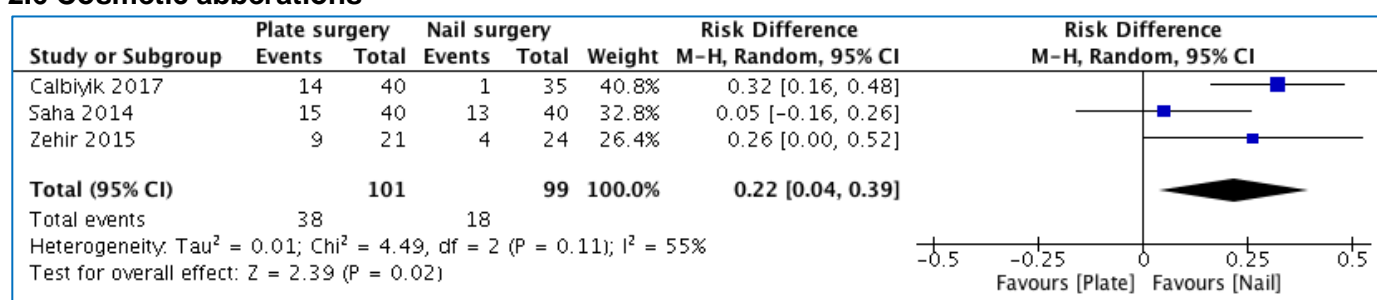 2.6 Cosmetic abberations
Plate surgery Nail surgery Risk Difference Risk Difference
Study or Subgroup Events Total Events Total Weight M-H, Random, 95% CI M-H, Random, 95% CI
Calbiyik 2017 14 40 1 35 40.8% 0.32 [0.16, 0.48]
Saha 2014 15 40 13 40 32.8% 0.05 [-0.16, 0.26]
Zehir 2015 9 21 4 24 26.4% 0.26 [0.00, 0.52]
Total (95% CI) 101 99 100.0% 0.22 [0.04, 0.39]
Total events 38 18
Heterogeneity: Tau² = 0.01; Chi² = 4.49, df = 2 (P = 0.11); I² = 55%
Test for overall effect: Z = 2.39 (P = 0.02)
-0.5 -0.25 0 0.25 0.5
Favours [Plate] Favours [Nail]